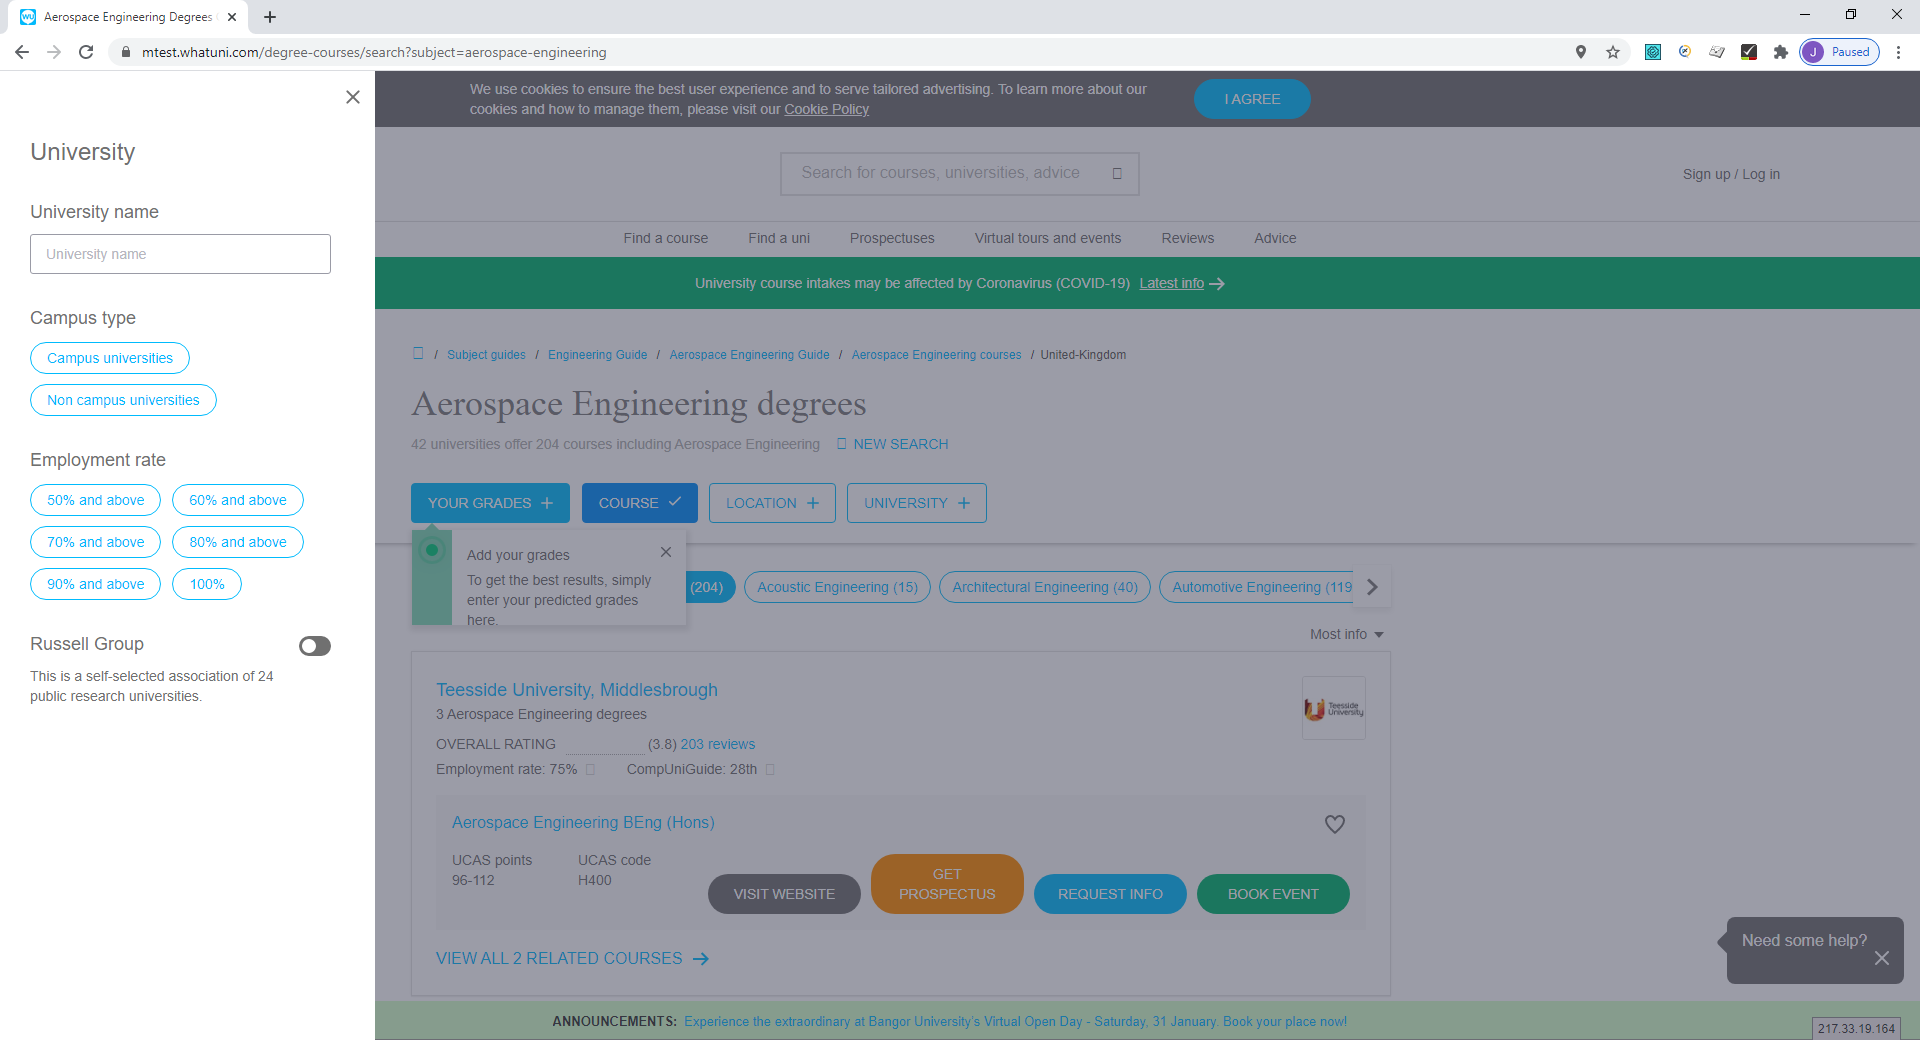 Aerospace Engineering Degrees
mtest.whatuni.com/degree-courses/search?subject=aerospace-engineering
J Paused
University
University name
University name
Campus type
Campus universities
Non campus universities
Employment rate
50% and above
60% and above
70% and above
80% and above
90% and above
100%
Russell Group
This is a self-selected association of 24
public research universities.
We use cookies to ensure the best user experience and to serve tailored advertising. To learn more about our
cookies and how to manage them, please visit our Cookie Policy
I AGREE
Search for courses, universities, advice
Sign up / Log in
Find a course
Find a uni
Prospectuses
Virtual tours and events
Reviews
Advice
University course intakes may be affected by Coronavirus (COVID-19) Latest info
/ Subject guides / Engineering Guide / Aerospace Engineering Guide / Aerospace Engineering courses / United-Kingdom
Aerospace Engineering degrees
42 universities offer 204 courses including Aerospace Engineering
NEW SEARCH
YOUR GRADES
COURSE
LOCATION
UNIVERSITY
Add your grades
To get the best results, simply
enter your predicted grades
here.
(204)
Acoustic Engineering (15)
Architectural Engineering (40)
Automotive Engineering (119
Most info
Teesside University, Middlesbrough
3 Aerospace Engineering degrees
OVERALL RATING (3.8) 203 reviews
Employment rate: 75%
CompUniGuide: 28th
Teesside
University
Aerospace Engineering BEng (Hons)
UCAS points
96-112
UCAS code
H400
VISIT WEBSITE
GET
PROSPECTUS
REQUEST INFO
BOOK EVENT
VIEW ALL 2 RELATED COURSES
Need some help?
ANNOUNCEMENTS: Experience the extraordinary at Bangor University's Virtual Open Day - Saturday, 31 January. Book your place now!
217.33.19.164